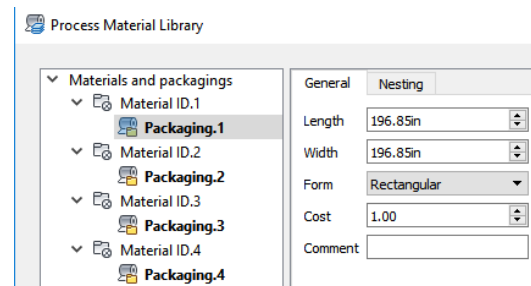 Process Material Library
Materials and packagings
Material ID.1
Packaging.1
Material ID.2
Packaging.2
Material ID.3
Packaging.3
Material ID.4
Packaging.4
General Nesting
Length 196.85in
Width 196.85in
Form Rectangular
Cost 1.00
Comment